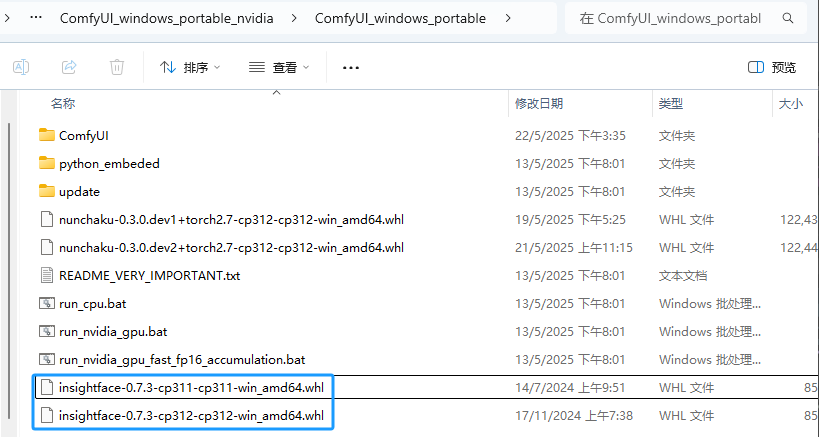 ComfyUI_windows_portable_nvidia ComfyUI_windows_portable 在 ComfyUI_windows_portabl
排序 查看 预览
名称 修改日期 类型 大小
ComfyUI 22/5/2025 下午3:35 文件夹
python_embeded 13/5/2025 下午8:01 文件夹
update 13/5/2025 下午8:01 文件夹
nunchaku-0.3.0.dev1+torch2.7-cp312-cp312-win_amd64.whl 19/5/2025 下午5:25 WHL 文件 122,43
nunchaku-0.3.0.dev2+torch2.7-cp312-cp312-win_amd64.whl 21/5/2025 上午11:15 WHL 文件 122,44
README_VERY_IMPORTANT.txt 13/5/2025 下午8:01 文本文档
run_cpu.bat 13/5/2025 下午8:01 Windows 批处理...
run_nvidia_gpu.bat 13/5/2025 下午8:01 Windows 批处理...
run_nvidia_gpu_fast_fp16_accumulation.bat 13/5/2025 下午8:01 Windows 批处理...
insightface-0.7.3-cp311-cp311-win_amd64.whl 14/7/2024 上午9:51 WHL 文件 85
insightface-0.7.3-cp312-cp312-win_amd64.whl 17/11/2024 上午7:38 WHL 文件 85